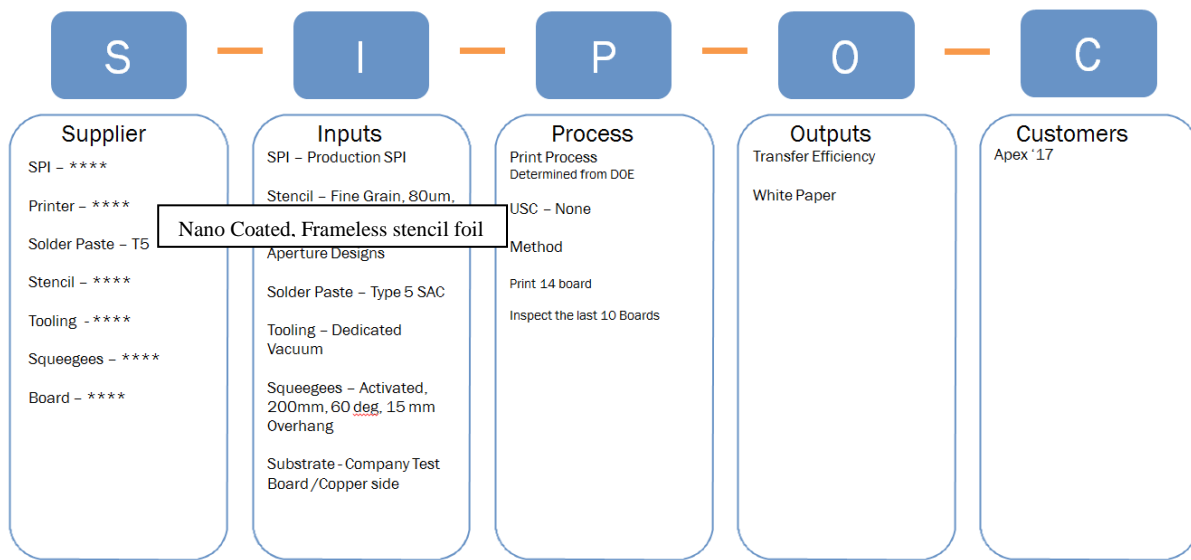 S
I
P
O
C
Supplier
SPI – ****
Printer – ****
Solder Paste – T5
Stencil – ****
Tooling - ****
Squeegees – ****
Board – ****
Inputs
SPI – Production SPI
Stencil – Fine Grain, 80um,
Nano Coated, Frameless stencil foil
Aperture Designs
Solder Paste – Type 5 SAC
Tooling – Dedicated
Vacuum
Squeegees – Activated,
200mm, 60 deg, 15 mm
Overhang
Substrate - Company Test
Board /Copper side
Process
Print Process
Determined from DOE
USC – None
Method
Print 14 board
Inspect the last 10 Boards
Outputs
Transfer Efficiency
White Paper
Customers
Apex ‘17